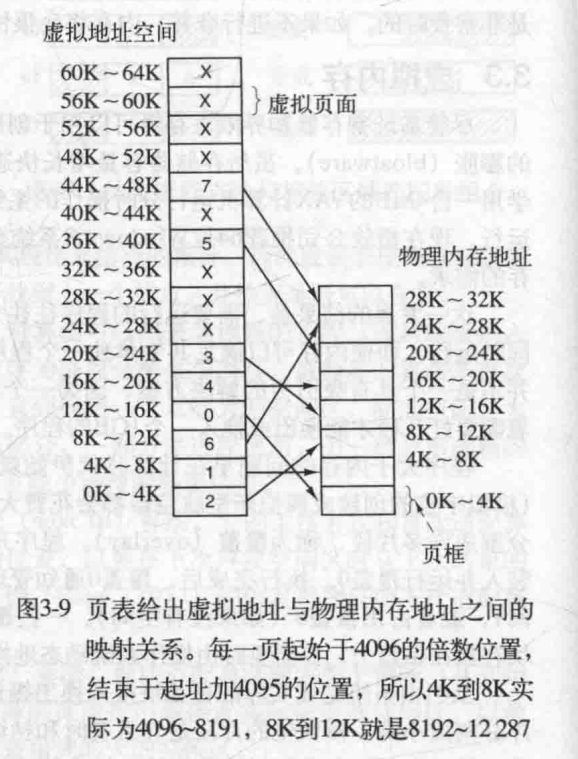 虚拟地址空间
60K～64K X
56K～60K X
52K～56K X
48K～52K X
44K～48K 7
40K～44K X
36K～40K 5
32K～36K X
28K～32K X
24K～28K X
20K～24K 3
16K～20K 4
12K～16K 0
8K～12K 6
4K～8K 1
0K～4K 2
虚拟页面
物理内存地址
28K～32K
24K～28K
20K～24K
16K～20K
12K～16K
8K～12K
4K～8K
0K～4K
页框
图3-9 页表给出虚拟地址与物理内存地址之间的
映射关系。每一页起始于4096的倍数位置，
结束于起址加4095的位置，所以4K到8K实
际为4096~8191，8K到12K就是8192~12 287